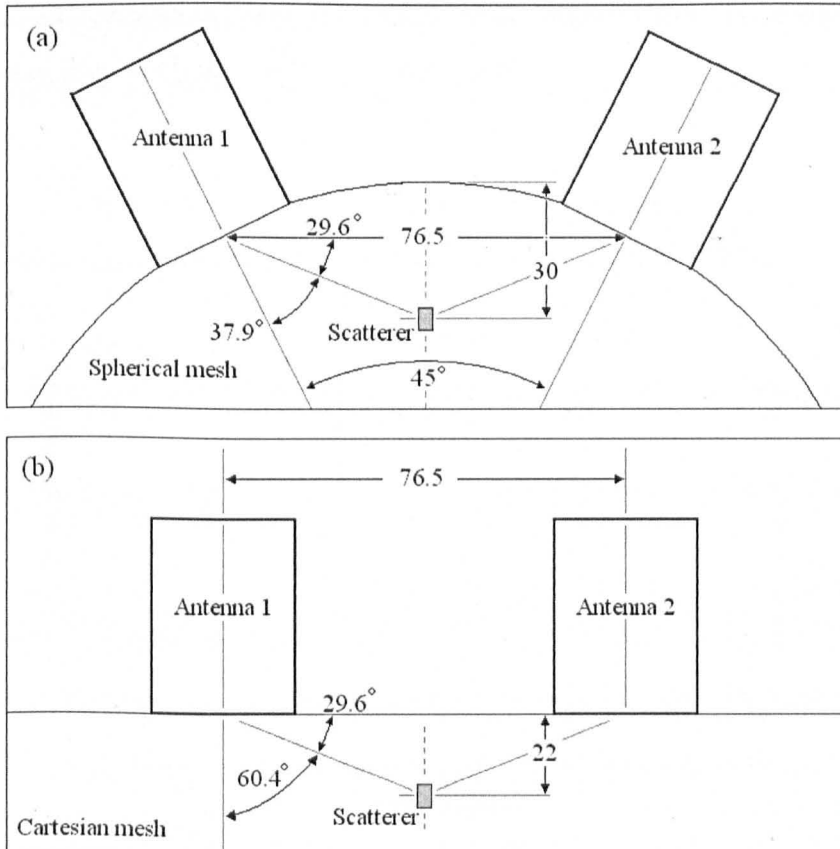 (a)
Antenna 1
Antenna 2
29.6°
76.5
30
37.9°
Scatterer
Spherical mesh
45°
(b)
76.5
Antenna 1
Antenna 2
29.6°
22
60.4°
Scatterer
Cartesian mesh